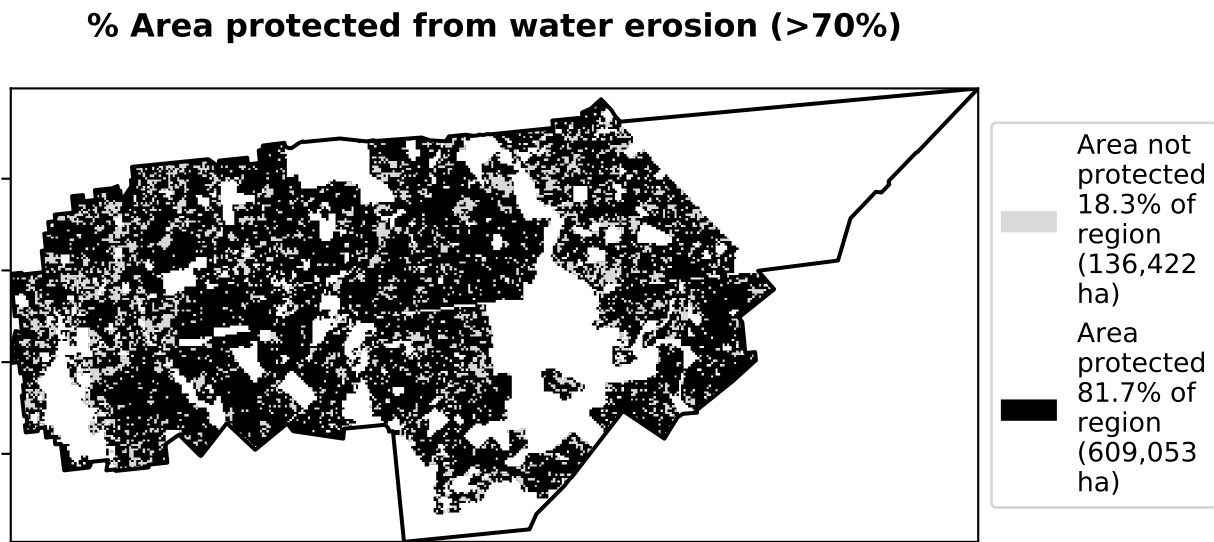 % Area protected from water erosion (>70%)
Area not
protected
18.3% of
region
(136,422
ha)
Area
protected
81.7% of
region
(609,053
ha)